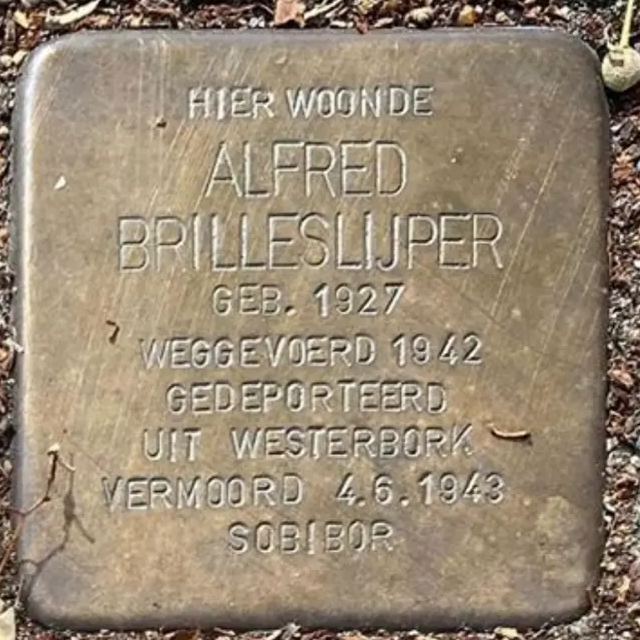 HIER WOONDE
ALFRED
BRILLESLIJPER
GEB. 1927
WEGGEVOERD 1942
GEDEPORTEERD
UIT WESTERBORK
VERMOORD 4.6.1943
SOBIBOR